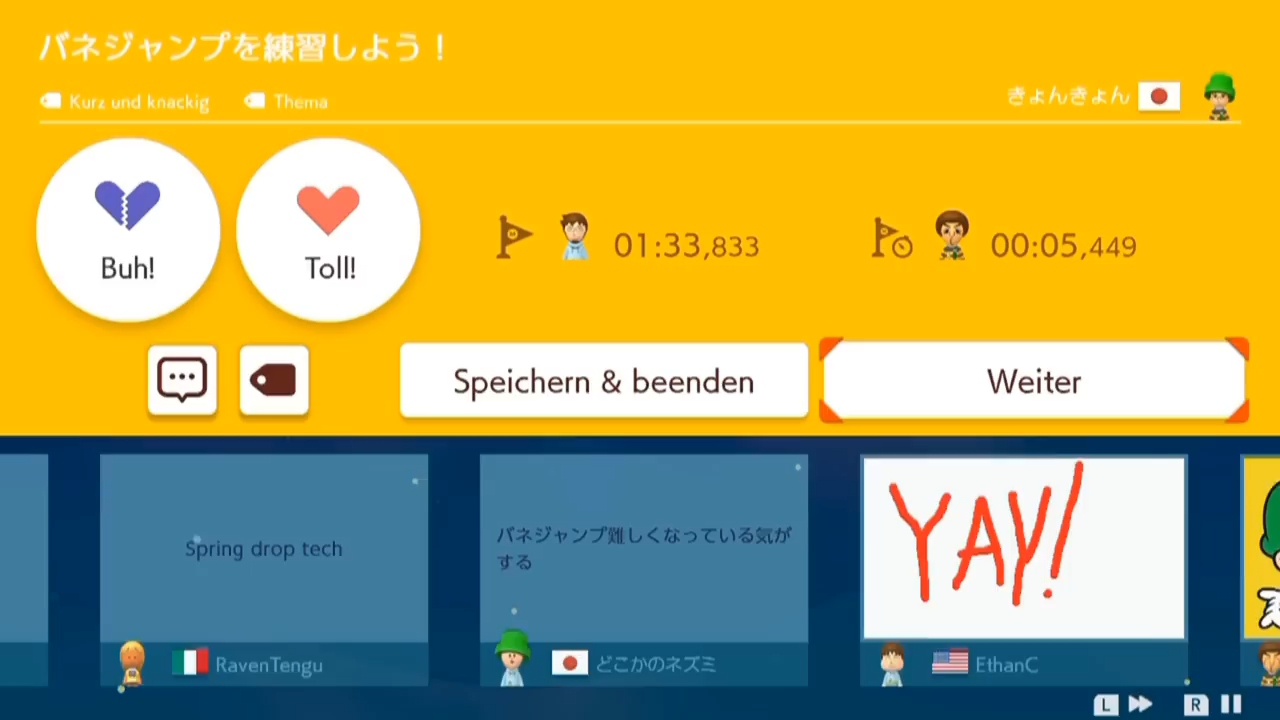 バネジャンプを練習しよう！
Kurz und knackig
Thema
きょんきょん
Buh!
Toll!
01:33,833
00:05,449
Speichern & beenden
Weiter
Spring drop tech
バネジャンプ難しくなっている気が
する
YAY!
RavenTengu
どこかのネズミ
EthanC
L
R